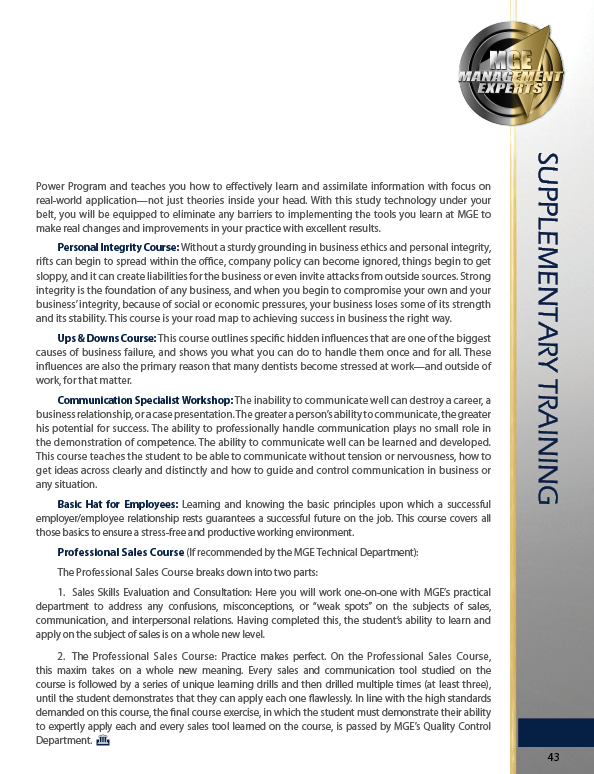 MGE
MANAGEMENT
EXPERTS
SUPPLEMENTARY TRAINING
Power Program and teaches you how to effectively learn and assimilate information with focus on
real-world application—not just theories inside your head. With this study technology under your
belt, you will be equipped to eliminate any barriers to implementing the tools you learn at MGE to
make real changes and improvements in your practice with excellent results.
Personal Integrity Course: Without a sturdy grounding in business ethics and personal integrity,
rifts can begin to spread within the office, company policy can become ignored, things begin to get
sloppy, and it can create liabilities for the business or even invite attacks from outside sources. Strong
integrity is the foundation of any business, and when you begin to compromise your own and your
business' integrity, because of social or economic pressures, your business loses some of its strength
and its stability. This course is your road map to achieving success in business the right way.
Ups & Downs Course: This course outlines specific hidden influences that are one of the biggest
causes of business failure, and shows you what you can do to handle them once and for all. These
influences are also the primary reason that many dentists become stressed at work—and outside of
work, for that matter.
Communication Specialist Workshop: The inability to communicate well can destroy a career, a
business relationship, or a case presentation. The greater a person's ability to communicate, the greater
his potential for success. The ability to professionally handle communication plays no small role in
the demonstration of competence. The ability to communicate well can be learned and developed.
This course teaches the student to be able to communicate without tension or nervousness, how to
get ideas across clearly and distinctly and how to guide and control communication in business or
any situation.
Basic Hat for Employees: Learning and knowing the basic principles upon which a successful
employer/employee relationship rests guarantees a successful future on the job. This course covers all
those basics to ensure a stress-free and productive working environment.
Professional Sales Course (If recommended by the MGE Technical Department):
The Professional Sales Course breaks down into two parts:
1. Sales Skills Evaluation and Consultation: Here you will work one-on-one with MGE's practical
department to address any confusions, misconceptions, or "weak spots" on the subjects of sales,
communication, and interpersonal relations. Having completed this, the student's ability to learn and
apply on the subject of sales is on a whole new level.
2. The Professional Sales Course: Practice makes perfect. On the Professional Sales Course,
this maxim takes on a whole new meaning. Every sales and communication tool studied on the
course is followed by a series of unique learning drills and then drilled multiple times (at least three),
until the student demonstrates that they can apply each one flawlessly. In line with the high standards
demanded on this course, the final course exercise, in which the student must demonstrate their ability
to expertly apply each and every sales tool learned on the course, is passed by MGE's Quality Control
Department.
43